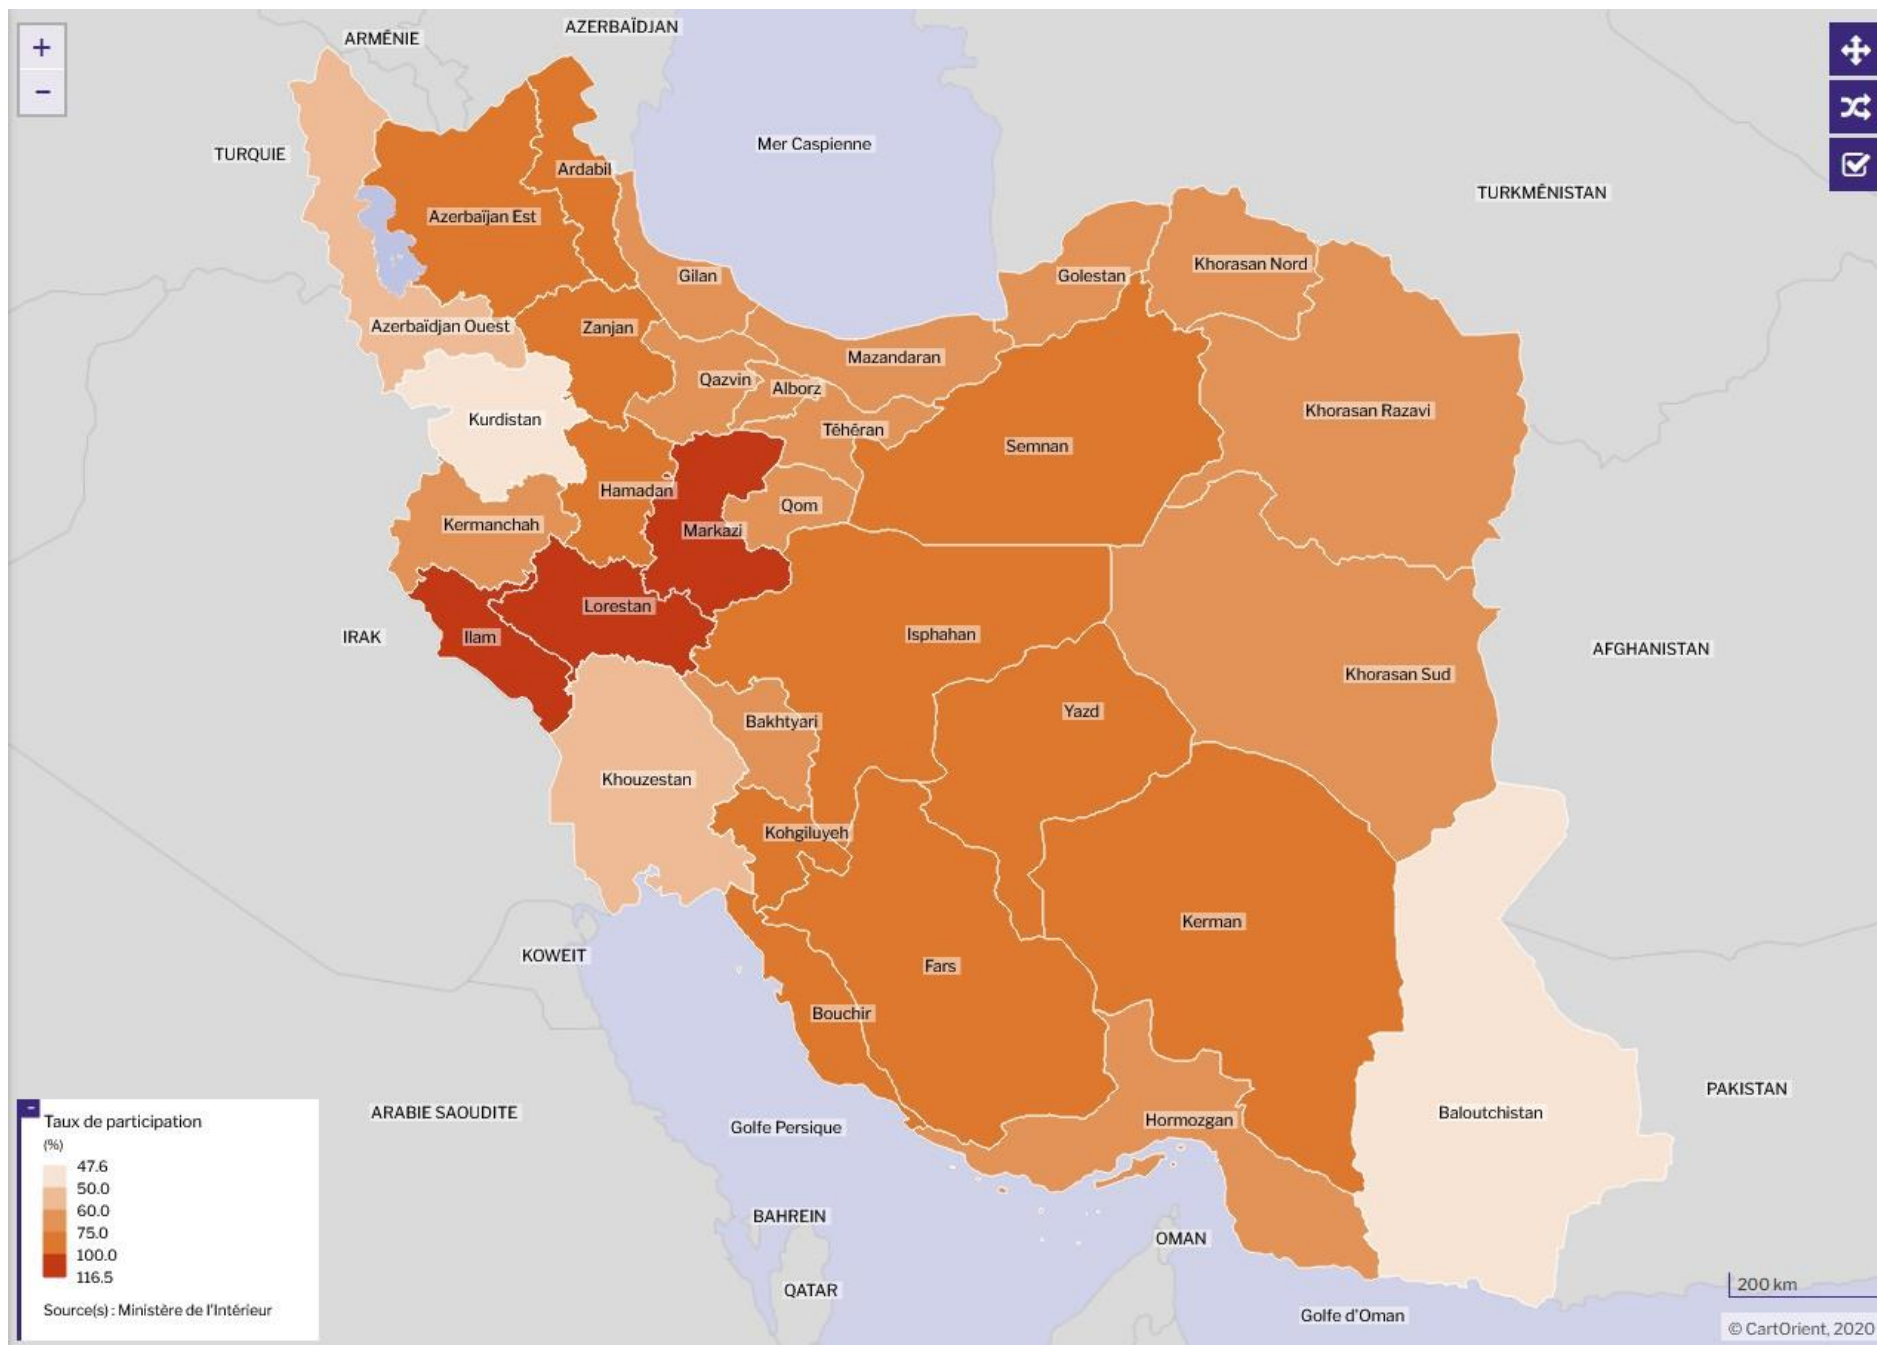 +
-
ARMÉNIE
AZERBAÏDJAN
TURQUIE
Mer Caspienne
TURKMÉNISTAN
Ardabil
Azerbaïjan Est
Gilan
Golestan
Khorasan Nord
Azerbaïdjan Ouest
Zanjan
Mazandaran
Qazvin
Alborz
Khorasan Razavi
Kurdistan
Téhéran
Semnan
Hamadan
Qom
Kermanchah
Markazi
Lorestan
Ilam
IRAK
Isphahan
AFGHANISTAN
Khorasan Sud
Yazd
Bakhtyari
Khouzestan
Kohgiluyeh
Kerman
KOWEIT
Fars
Bouchir
PAKISTAN
ARABIE SAOUDITE
Golfe Persique
Hormozgan
Baloutchistan
BAHREIN
OMAN
QATAR
Golfe d'Oman
-
Taux de participation
(%)
47.6
50.0
60.0
75.0
100.0
116.5
Source(s) : Ministère de l'Intérieur
200 km
© CartOrient, 2020